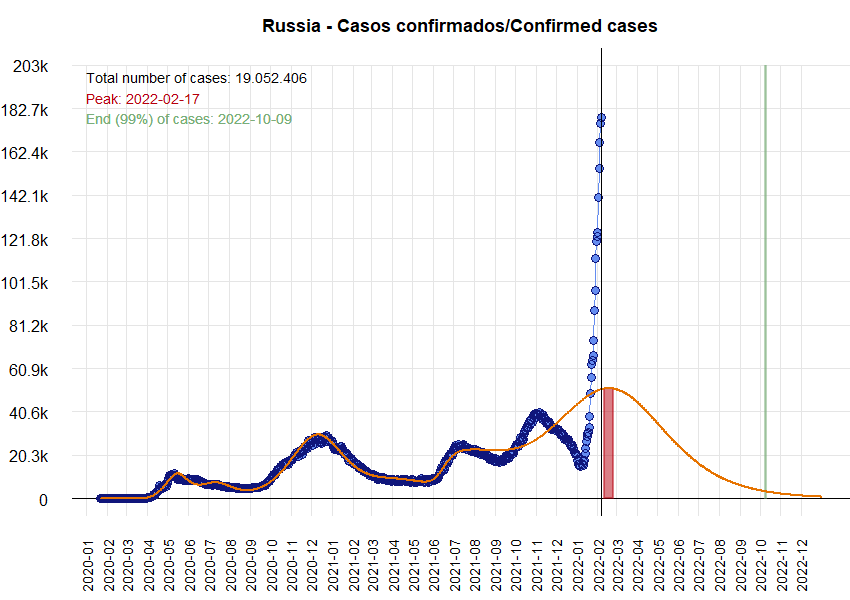 Russia - Casos confirmados/Confirmed cases
Total number of cases: 19.052.406
Peak: 2022-02-17
End (99%) of cases: 2022-10-09
203k
182.7k
162.4k
142.1k
121.8k
101.5k
81.2k
60.9k
40.6k
20.3k
0
2020-01
2020-02
2020-03
2020-04
2020-05
2020-06
2020-07
2020-08
2020-09
2020-10
2020-11
2020-12
2021-01
2021-02
2021-03
2021-04
2021-05
2021-06
2021-07
2021-08
2021-09
2021-10
2021-11
2021-12
2022-01
2022-02
2022-03
2022-04
2022-05
2022-06
2022-07
2022-08
2022-09
2022-10
2022-11
2022-12